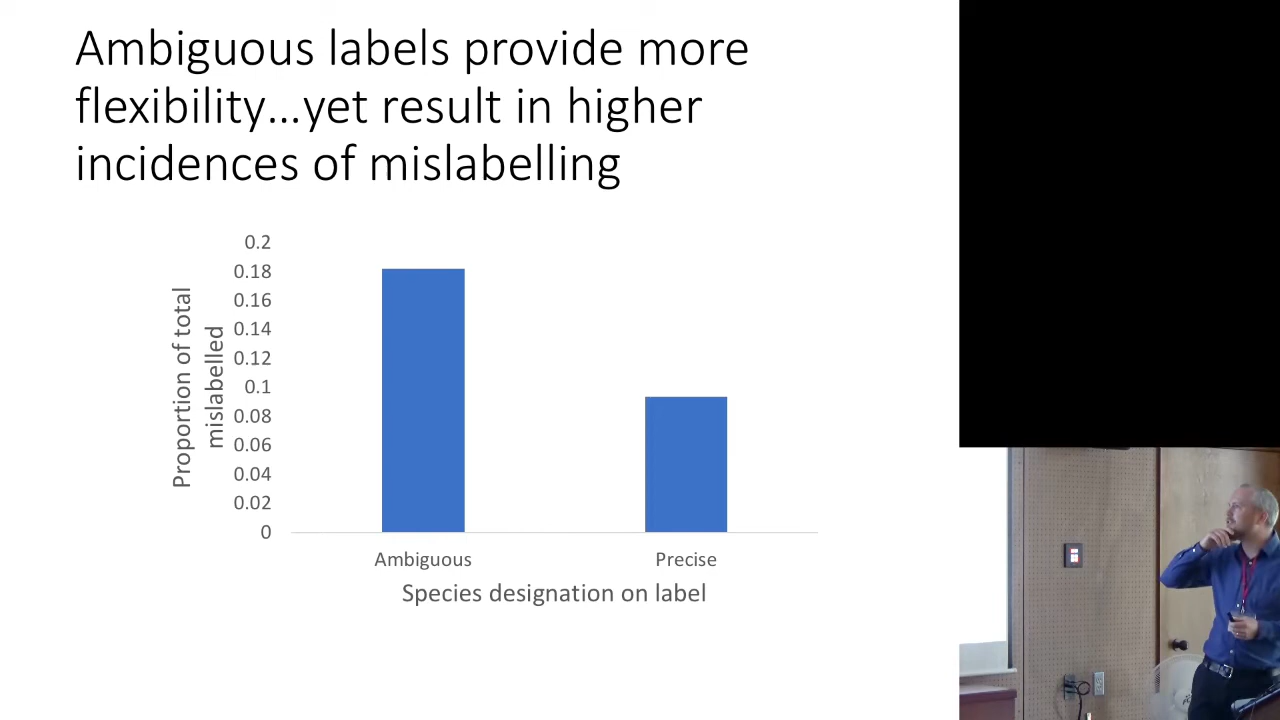 Ambiguous labels provide more
flexibility...yet result in higher
incidences of mislabelling
Proportion of total
mislabelled
0.2
0.18
0.16
0.14
0.12
0.1
0.08
0.06
0.04
0.02
0
Ambiguous
Precise
Species designation on label